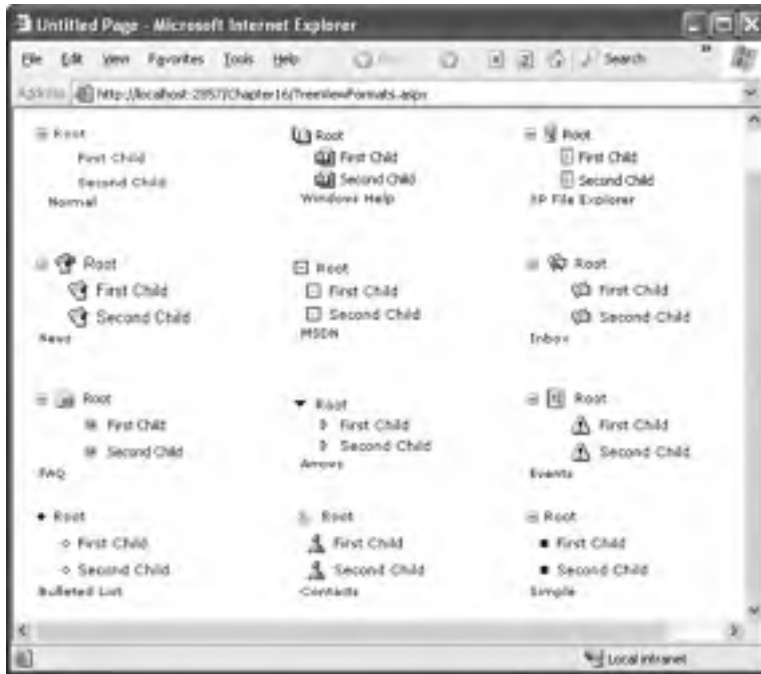 Untitled Page - Microsoft Internet Explorer
File Edit View Favorites Tools Help Search
Address http://localhost:2857/Chapter16/TreeViewFormats.aspx
Root
First Child
Second Child
Normal
Root
First Child
Second Child
Windows Help
Root
First Child
Second Child
XP File Explorer
Root
First Child
Second Child
News
Root
First Child
Second Child
MSDN
Root
First Child
Second Child
Inbox
Root
First Child
Second Child
FAQ
Root
First Child
Second Child
Arrows
Root
First Child
Second Child
Events
Root
First Child
Second Child
Bulleted List
Root
First Child
Second Child
Contacts
Root
First Child
Second Child
Simple
Local intranet